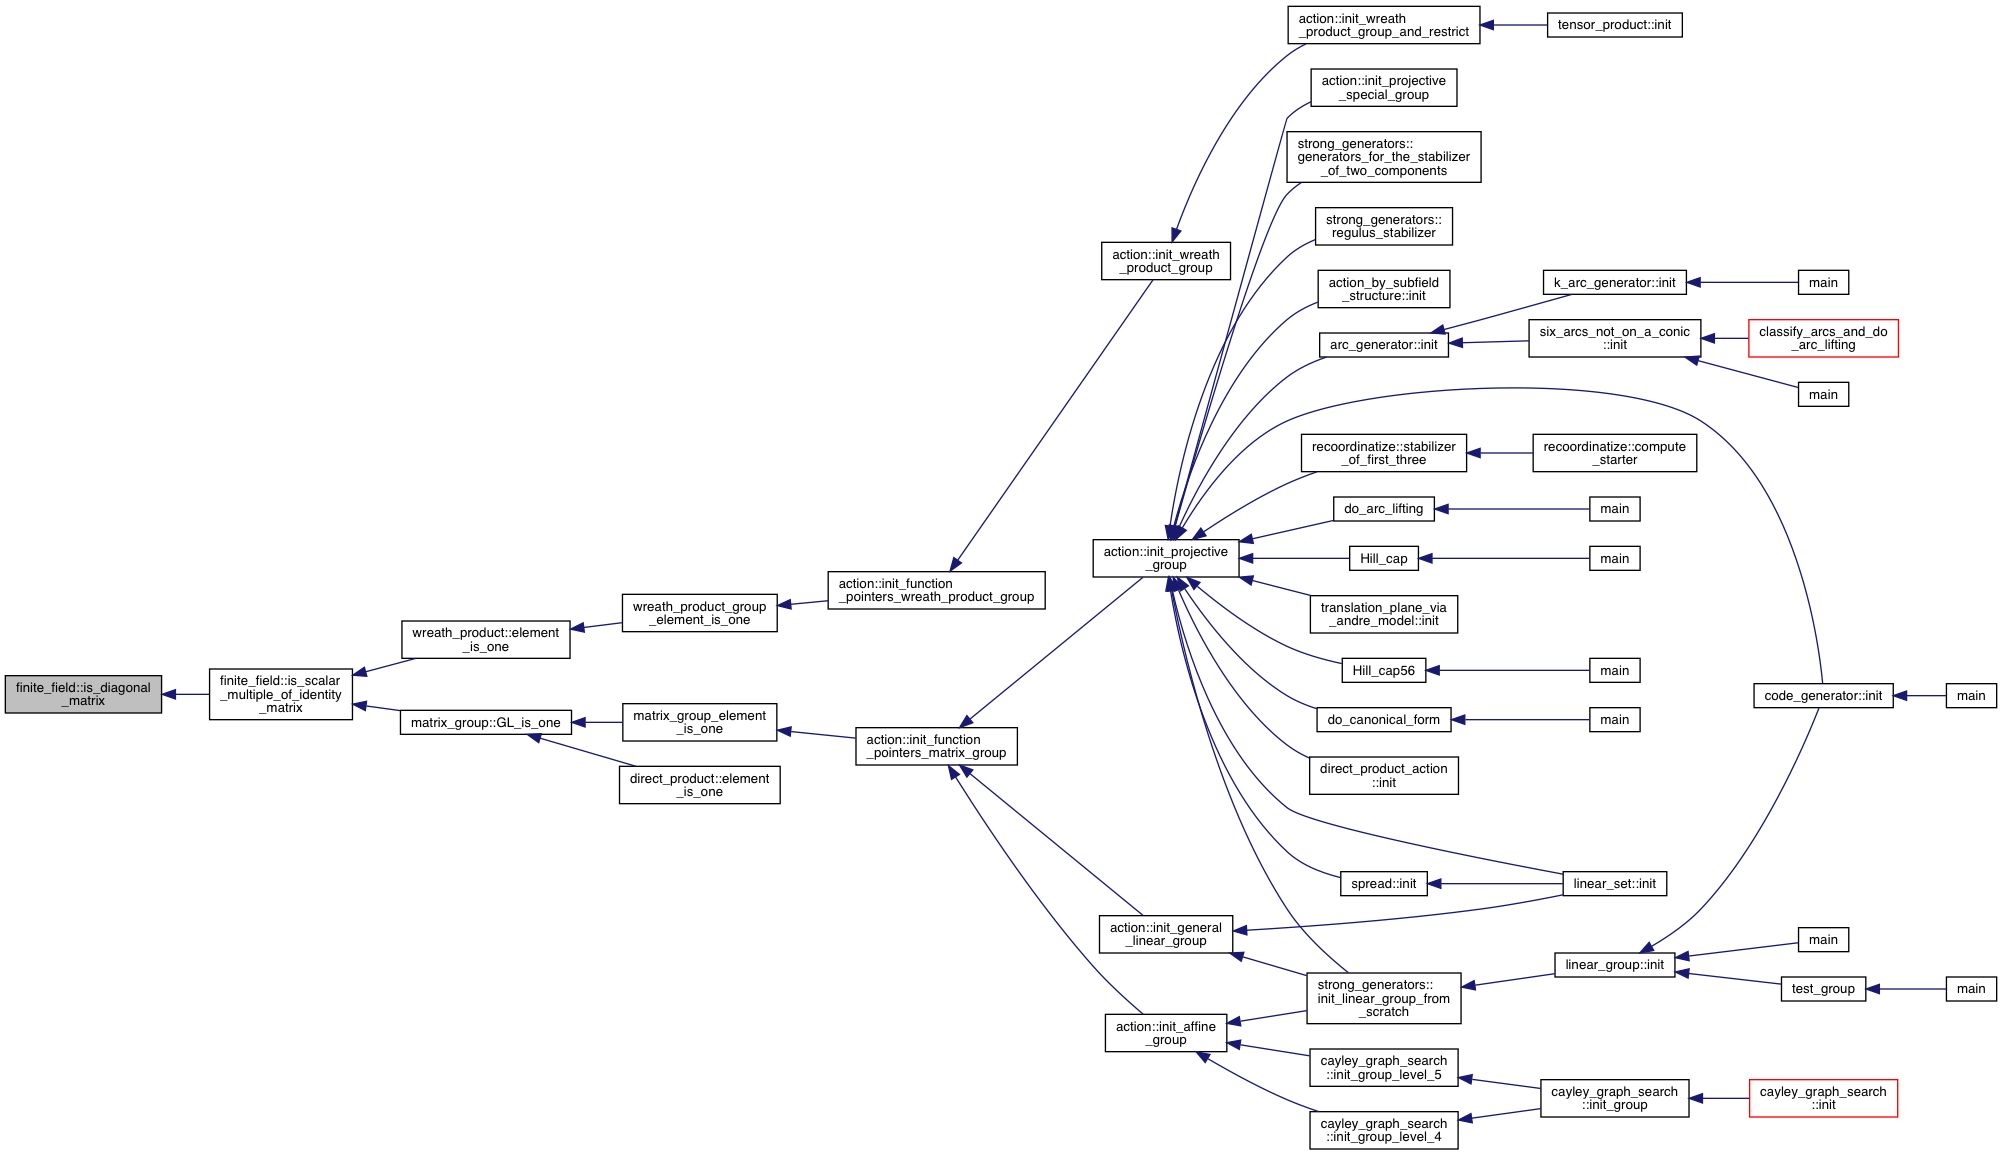 finite_field::is_diagonal
_matrix
finite_field::is_scalar
_multiple_of_identity
_matrix
wreath_product::element
_is_one
matrix_group::GL_is_one
wreath_product_group
_element_is_one
matrix_group_element
_is_one
direct_product::element
_is_one
action::init_function
_pointers_wreath_product_group
action::init_function
_pointers_matrix_group
action::init_wreath
_product_group
action::init_projective
_group
action::init_general
_linear_group
action::init_affine
_group
action::init_wreath
_product_group_and_restrict
tensor_product::init
action::init_projective
_special_group
strong_generators::
generators_for_the_stabilizer
_of_two_components
strong_generators::
regulus_stabilizer
action_by_subfield
_structure::init
arc_generator::init
k_arc_generator::init
main
six_arcs_not_on_a_conic
::init
classify_arcs_and_do
_arc_lifting
main
recoordinatize::stabilizer
_of_first_three
recoordinatize::compute
_starter
do_arc_lifting
main
Hill_cap
main
translation_plane_via
_andre_model::init
Hill_cap56
main
code_generator::init
main
do_canonical_form
main
direct_product_action
::init
spread::init
linear_set::init
strong_generators::
init_linear_group_from
_scratch
linear_group::init
main
test_group
main
cayley_graph_search
::init_group_level_5
cayley_graph_search
::init_group_level_4
cayley_graph_search
::init_group
cayley_graph_search
::init